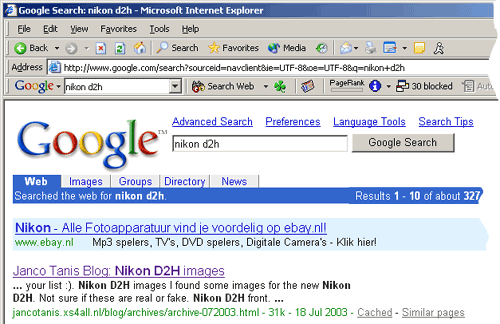 Google Search: nikon d2h - Microsoft Internet Explorer
File Edit View Favorites Tools Help
Back Search Favorites Media
Address http://www.google.com/search?sourceid=navclient&ie=UTF-8&oe=UTF-8&q=nikon+d2h
Google nikon d2h Search Web PageRank 30 blocked
Google™
Advanced Search Preferences Language Tools Search Tips
nikon d2h Google Search
Web Images Groups Directory News
Searched the web for nikon d2h. Results 1 - 10 of about 327
Nikon - Alle Fotoapparatuur vind je voordelig op ebay.nl!
www.ebay.nl Mp3 spelers, TV's, DVD spelers, Digitale Camera's - Klik hier!
Janco Tanis Blog: Nikon D2H images
... your list :). Nikon D2H images I found some images for the new Nikon
D2H. Not sure if these are real or fake. Nikon D2H front. ...
jancotanis.xs4all.nl/blog/archives/archive-072003.html - 31k - 18 Jul 2003 - Cached - Similar pages